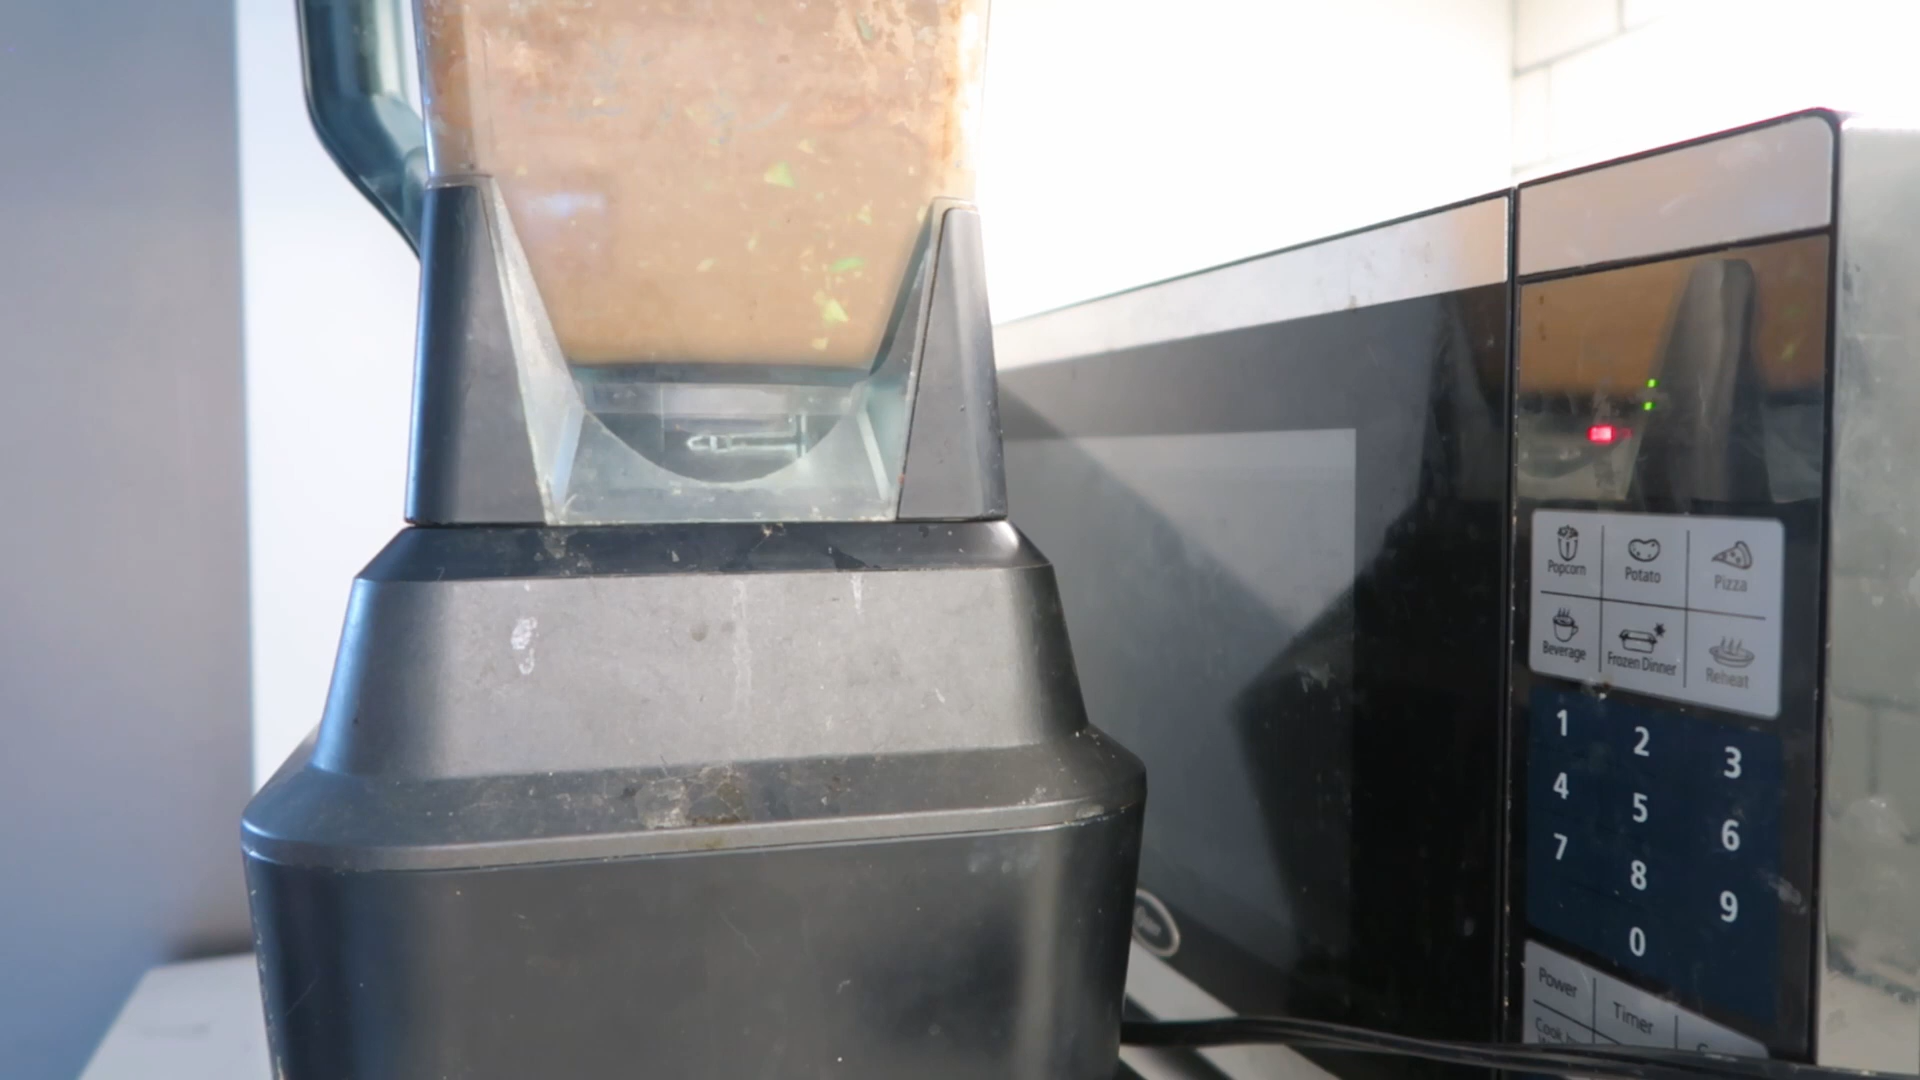 Popcorn Potato Pizza
Beverage Frozen Dinner Reheat
1 2 3
4 5 6
7 8 9
0
Power Timer
Cook